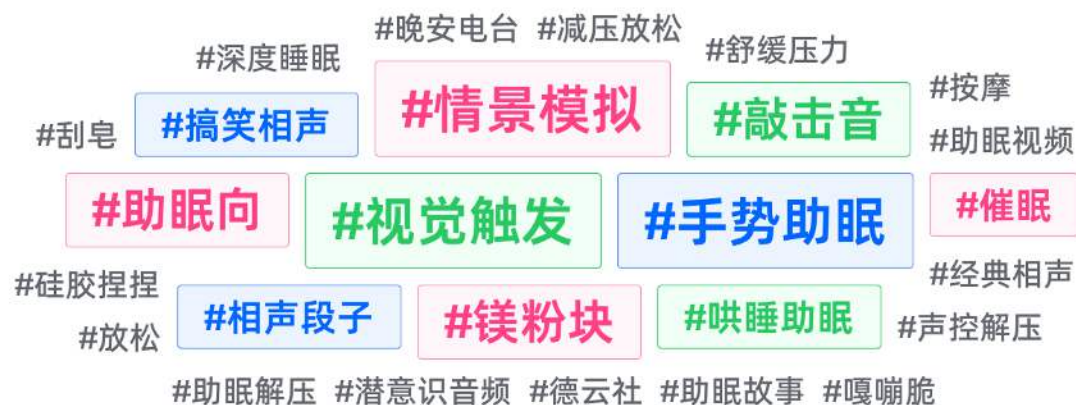 #晚安电台 #减压放松
#深度睡眠 #舒缓压力
#搞笑相声 #情景模拟 #敲击音 #按摩
#刮皂 #助眠视频
#助眠向 #视觉触发 #手势助眠 #催眠
#硅胶捏捏 #经典相声
#相声段子 #镁粉块 #哄睡助眠
#放松 #声控解压
#助眠解压 #潜意识音频 #德云社 #助眠故事 #嘎嘣脆